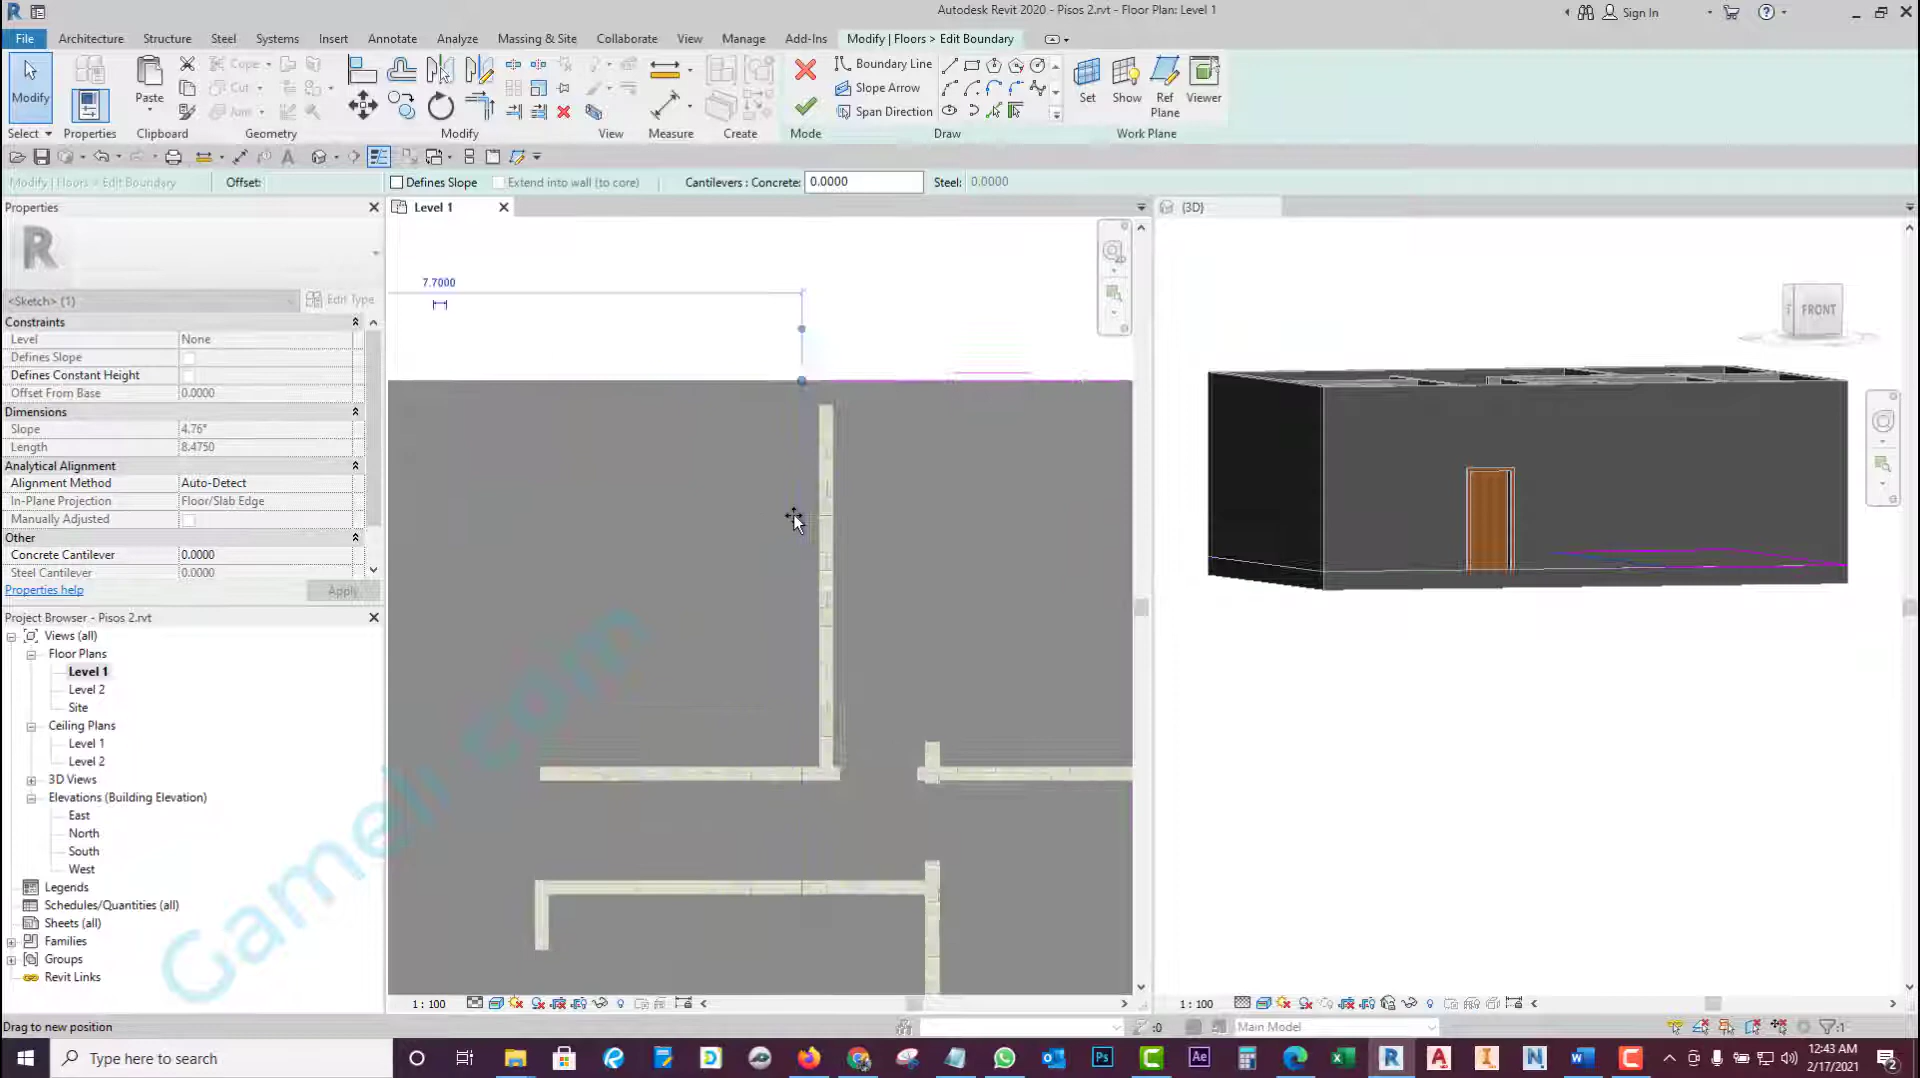 Autodesk Revit 2020 - Pisos 2.rvt - Floor Plan: Level 1
Sign In
File Architecture Structure Steel Systems Insert Annotate Analyze Massing & Site Collaborate View Manage Add-Ins Modify | Floors > Edit Boundary
Modify
Paste
Cope
Cut
Join
Boundary Line
Slope Arrow
Span Direction
Set Show Ref Plane Viewer
Select Properties Clipboard Geometry Modify View Measure Create Mode Draw Work Plane
Modify | Floors > Edit Boundary Offset: Defines Slope Extend into wall (to core) Cantilevers : Concrete: 0.0000 Steel: 0.0000
Properties
Level 1
{3D}
7.7000
FRONT
<Sketch> (1) Edit Type
Constraints
Level None
Defines Slope
Defines Constant Height
Offset From Base 0.0000
Dimensions
Slope 4.76°
Length 8.4750
Analytical Alignment
Alignment Method Auto-Detect
In-Plane Projection Floor/Slab Edge
Manually Adjusted
Other
Concrete Cantilever 0.0000
Steel Cantilever 0.0000
Properties help Apply
Project Browser - Pisos 2.rvt
Views (all)
Floor Plans
Level 1
Level 2
Site
Ceiling Plans
Level 1
Level 2
3D Views
Elevations (Building Elevation)
East
North
South
West
Legends
Schedules/Quantities (all)
Sheets (all)
Families
Groups
Revit Links
Gameli.com
1 : 100
1 : 100
Drag to new position
:0
Main Model
:1
Type here to search
12:43 AM
2/17/2021